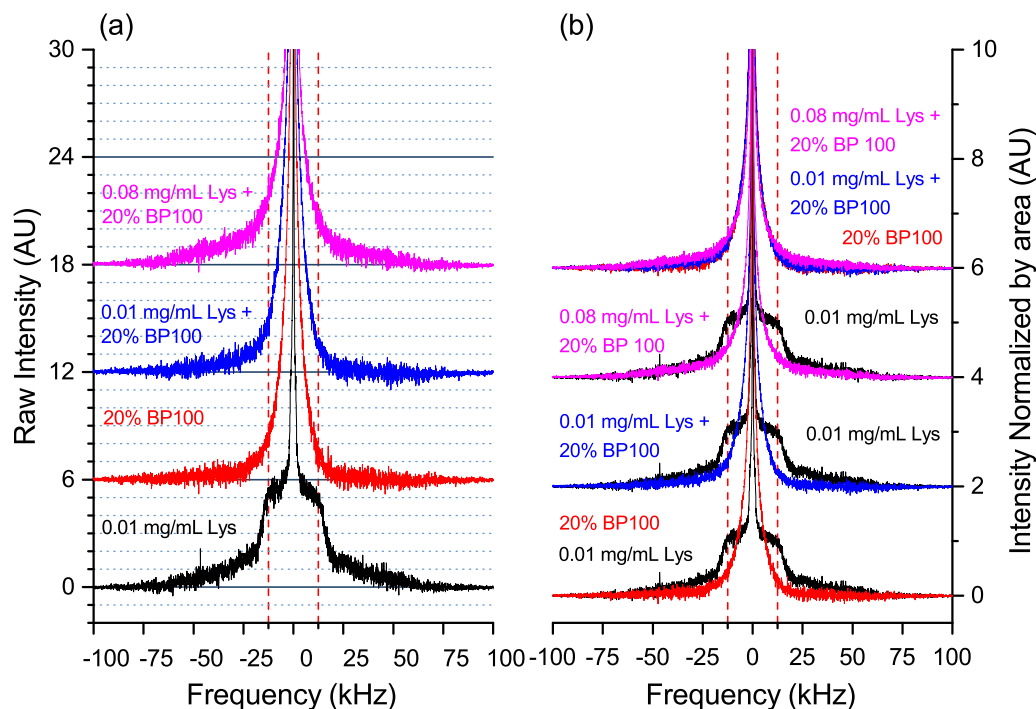 (a)
30
24
18
12
6
0
Raw Intensity (AU)
0.08 mg/mL Lys +
20% BP100
0.01 mg/mL Lys +
20% BP100
20% BP100
0.01 mg/mL Lys
-100 -75 -50 -25 0 25 50 75 100
Frequency (kHz)
(b)
10
8
6
4
2
0
Intensity Normalized by area (AU)
0.08 mg/mL Lys +
20% BP 100
0.01 mg/mL Lys +
20% BP100
20% BP100
0.01 mg/mL Lys
0.08 mg/mL Lys +
20% BP 100
0.01 mg/mL Lys +
20% BP100
0.01 mg/mL Lys
20% BP100
0.01 mg/mL Lys
-100 -75 -50 -25 0 25 50 75 100
Frequency (kHz)